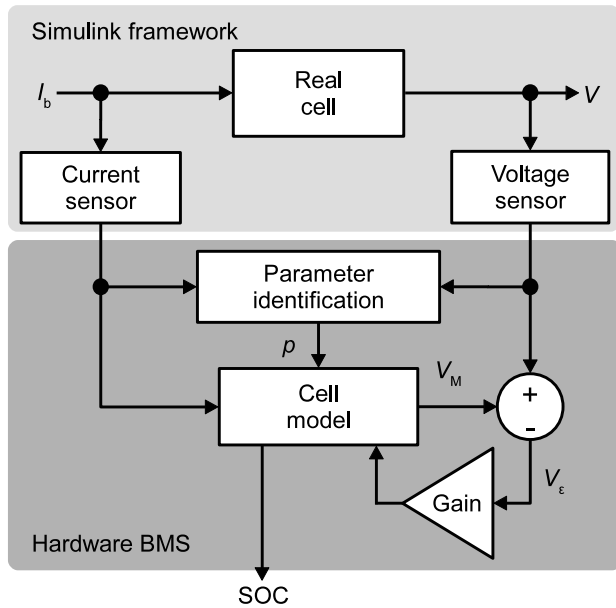 Simulink framework
I_b
Real
cell
V
Current
sensor
Voltage
sensor
Parameter
identification
p
V_M
Cell
model
+
-
V_ε
Gain
Hardware BMS
SOC